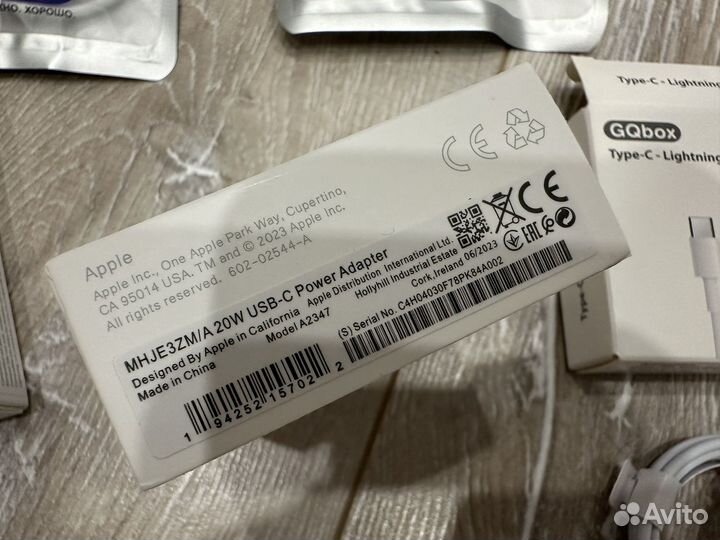 КНО. ХОРОШО.
Type-C - Lightning
GQbox
Type-C - Lightning
Apple
Apple Inc., One Apple Park Way, Cupertino,
CA 95014 USA. TM and © 2023 Apple Inc.
All rights reserved. 602-02544-A
CE
MHJE3ZM/A 20W USB-C Power Adapter
Designed by Apple in California
Model A2347
Made in China
1 94252 15702 2
Apple Distribution International Ltd.
Hollyhill Industrial Estate
Cork, Ireland 06/2023
(S) Serial No. C4H04030F78PK84A002
CE
EAC
Avito